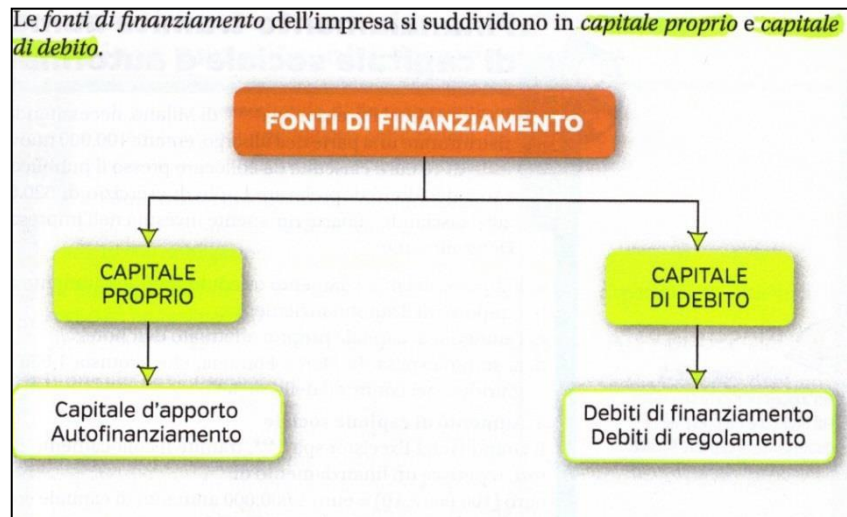 Le fonti di finanziamento dell'impresa si suddividono in capitale proprio e capitale
di debito.
FONTI DI FINANZIAMENTO
CAPITALE
PROPRIO
CAPITALE
DI DEBITO
Capitale d'apporto
Autofinanziamento
Debiti di finanziamento
Debiti di regolamento